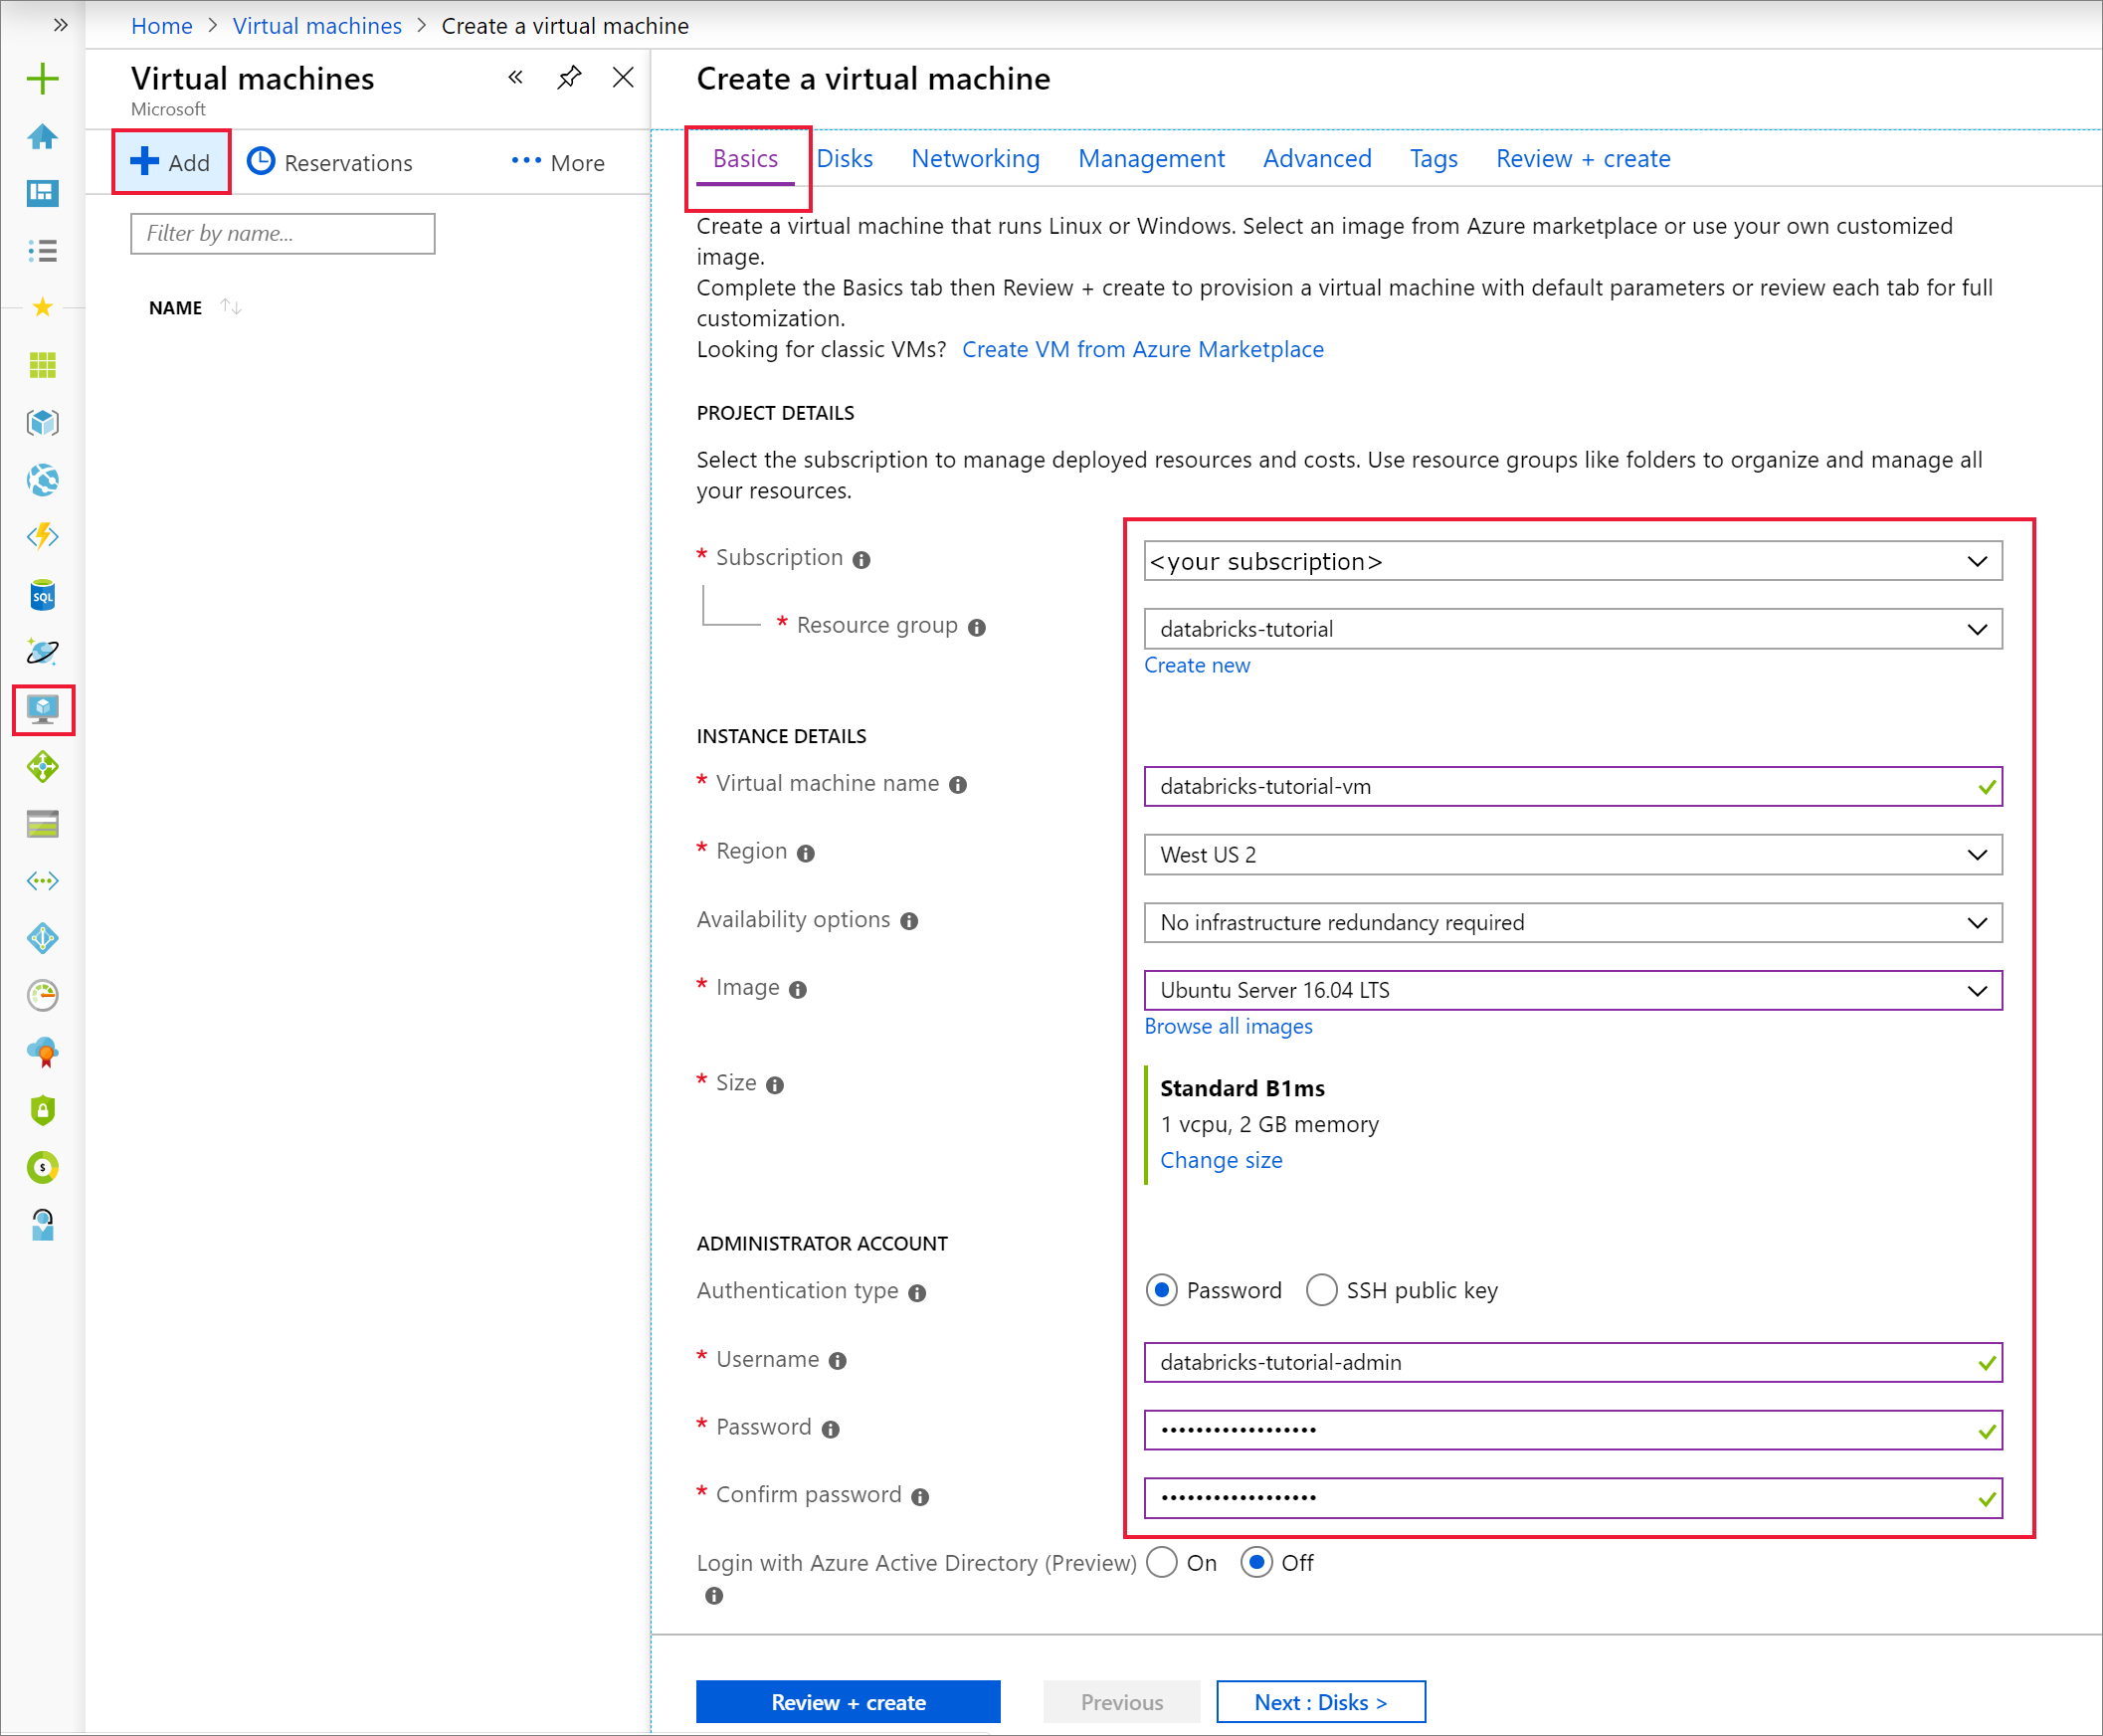 Home > Virtual machines > Create a virtual machine
Virtual machines
Microsoft
Add
Reservations
More
Filter by name...
NAME
Create a virtual machine
Basics Disks Networking Management Advanced Tags Review + create
Create a virtual machine that runs Linux or Windows. Select an image from Azure marketplace or use your own customized
image.
Complete the Basics tab then Review + create to provision a virtual machine with default parameters or review each tab for full
customization.
Looking for classic VMs? Create VM from Azure Marketplace
PROJECT DETAILS
Select the subscription to manage deployed resources and costs. Use resource groups like folders to organize and manage all
your resources.
* Subscription
<your subscription>
* Resource group
databricks-tutorial
Create new
INSTANCE DETAILS
* Virtual machine name
databricks-tutorial-vm
* Region
West US 2
Availability options
No infrastructure redundancy required
* Image
Ubuntu Server 16.04 LTS
Browse all images
* Size
Standard B1ms
1 vcpu, 2 GB memory
Change size
ADMINISTRATOR ACCOUNT
Authentication type
Password SSH public key
* Username
databricks-tutorial-admin
* Password
••••••••••••••••••
* Confirm password
••••••••••••••••••
Login with Azure Active Directory (Preview) On Off
Review + create
Previous
Next : Disks >
SQL